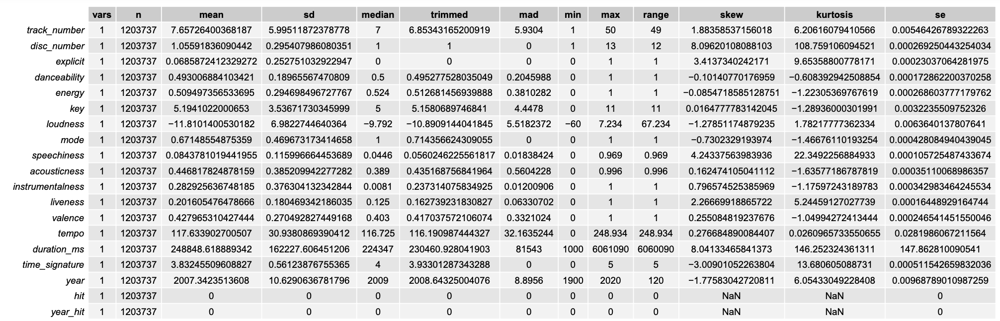 vars n mean sd median trimmed mad min max range skew kurtosis se
track_number 1 1203737 7.65726400368187 5.99511872378778 7 6.85343165200919 5.9304 1 50 49 1.88358537156018 6.20616079410566 0.00546426789322263
disc_number 1 1203737 1.05591836090442 0.295407986080351 1 1 0 1 13 12 8.09620108088103 108.759106094521 0.000269250443254034
explicit 1 1203737 0.0685872412329272 0.252751032922947 0 0 0 0 1 1 3.4137340242171 9.65358800778171 0.00023037064281975
danceability 1 1203737 0.493006884103421 0.18965567470809 0.5 0.495277528035049 0.2045988 0 1 1 −0.10140770176959 −0.608392942508854 0.000172862200370258
energy 1 1203737 0.509497356533695 0.294698496727767 0.524 0.512681456939888 0.3810282 0 1 1 −0.0854718585128751 −1.22305369767619 0.000268603777179762
key 1 1203737 5.1941022000653 3.53671730345999 5 5.1580689746841 4.4478 0 11 11 0.0164777783142045 −1.28936000301991 0.00322355097​52326
loudness 1 1203737 −11.8101400530182 6.9822744640364 −9.792 −10.8909144041845 5.5182372 −60 7.234 67.234 −1.27851174879235 1.78217777362334 0.0063640137807641
mode 1 1203737 0.67148554875359 0.469673173414658 1 0.714356624309055 0 0 1 1 −0.7302329193974 −1.46676110193254 0.000428084940439045
speechiness 1 1203737 0.0843781019441955 0.115996664453689 0.0446 0.0560246225561817 0.01838424 0 0.969 0.969 4.24337563983936 22.3492256884933 0.000105725487433674
acousticness 1 1203737 0.446817824878159 0.385209942277282 0.389 0.435168756841964 0.5604228 0 0.996 0.996 0.162474105041112 −1.63577186787819 0.00035110068986357
instrumentalness 1 1203737 0.282925636748185 0.376304132342844 0.0081 0.237314075834925 0.01200906 0 1 1 0.796574525385969 −1.17597243189783 0.000342983464245534
liveness 1 1203737 0.201605476478666 0.180469342186035 0.125 0.162739231830827 0.06330702 0 1 1 2.26669918865722 5.24459127027739 0.00016448929164744
valence 1 1203737 0.427965310427444 0.270492827449168 0.403 0.417037572106074 0.3321024 0 1 1 0.255084819237676 −1.04994272413444 0.000246541451550046
tempo 1 1203737 117.633902700507 30.9380869390412 116.725 116.190987444327 32.1635244 0 248.934 248.934 0.276684890084407 0.0260965733550655 0.0281986067211564
duration_ms 1 1203737 248848.618889342 162227.606451206 224347 230460.928041903 81543 1000 6061090 6060090 8.04133465841373 146.252324361311 147.862810090541
time_signature 1 1203737 3.83245509608827 0.56123876755365 4 3.93301287343288 0 0 5 5 −3.00901052263804 13.680605088731 0.000511542659832036
year 1 1203737 2007.3423513608 10.6290636781796 2009 2008.64325004076 8.8956 1900 2020 120 −1.77583042720811 6.05433049228408 0.00968789010987259
hit 1 1203737 0 0 0 0 0 0 0 0 NaN NaN 0
year_hit 1 1203737 0 0 0 0 0 0 0 0 NaN NaN 0